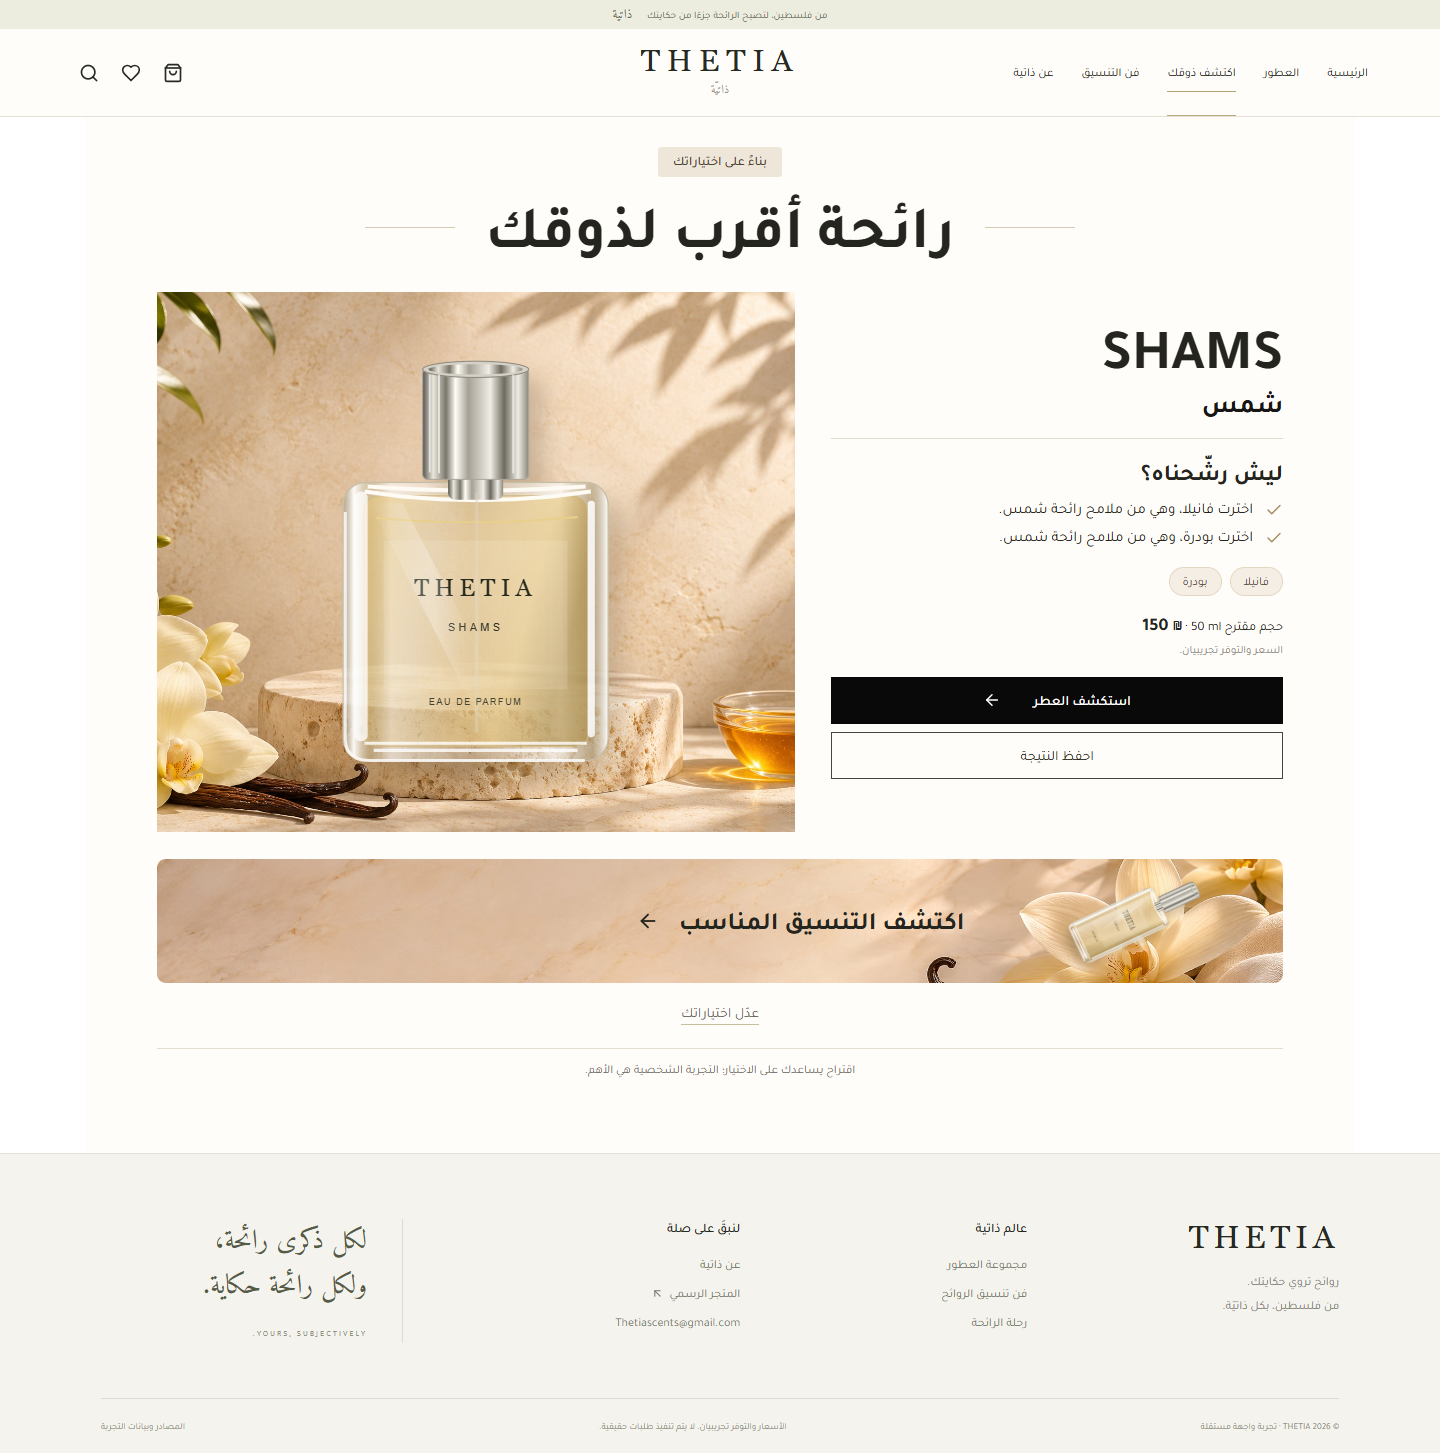 من فلسطين، لتصبح الرائحة جزءًا من حكايتك ذاتيّة
الرئيسية العطور اكتشف ذوقك فن التنسيق عن ذاتية
THETIA
ذاتيّة
بناءً على اختياراتك
رائحة أقرب لذوقك
SHAMS
شمس
ليش رشّحناه؟
اخترت فانيلا، وهي من ملامح رائحة شمس.
اخترت بودرة، وهي من ملامح رائحة شمس.
فانيلا بودرة
حجم مقترح 50 ml · ₪ 150
السعر والتوفر تجريبيان.
استكشف العطر
احفظ النتيجة
THETIA
SHAMS
EAU DE PARFUM
اكتشف التنسيق المناسب
THETIA
عدّل اختياراتك
اقتراح يساعدك على الاختيار؛ التجربة الشخصية هي الأهم.
THETIA
روائح تروي حكايتك.
من فلسطين، بكل ذاتيّة.
عالم ذاتية
مجموعة العطور
فن تنسيق الروائح
رحلة الرائحة
لنبقَ على صلة
عن ذاتية
المتجر الرسمي
Thetiascents@gmail.com
لكل ذكرى رائحة،
ولكل رائحة حكاية.
YOURS, SUBJECTIVELY.
© 2026 THETIA · تجربة واجهة مستقلة
الأسعار والتوفر تجريبيان. لا يتم تنفيذ طلبات حقيقية.
المصادر وبيانات التجربة